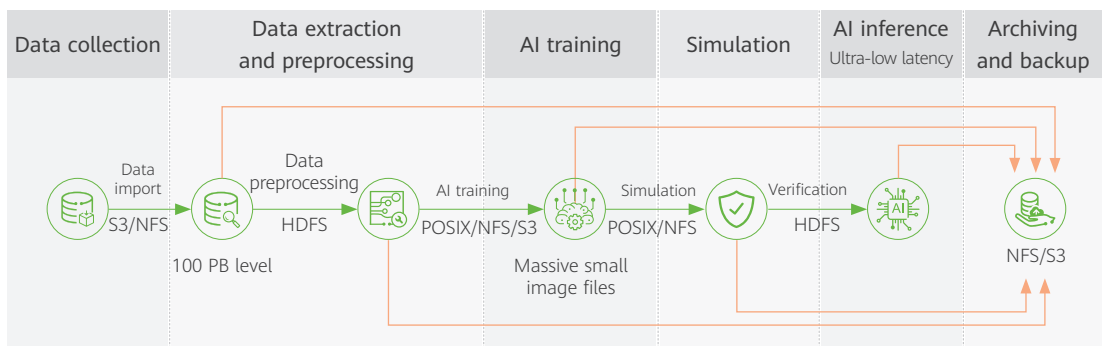 Data collection
Data extraction
and preprocessing
AI training
Simulation
AI inference
Ultra-low latency
Archiving
and backup
Data
import
S3/NFS
100 PB level
Data
preprocessing
HDFS
AI training
POSIX/NFS/S3
Massive small
image files
Simulation
POSIX/NFS
Verification
HDFS
AI
NFS/S3